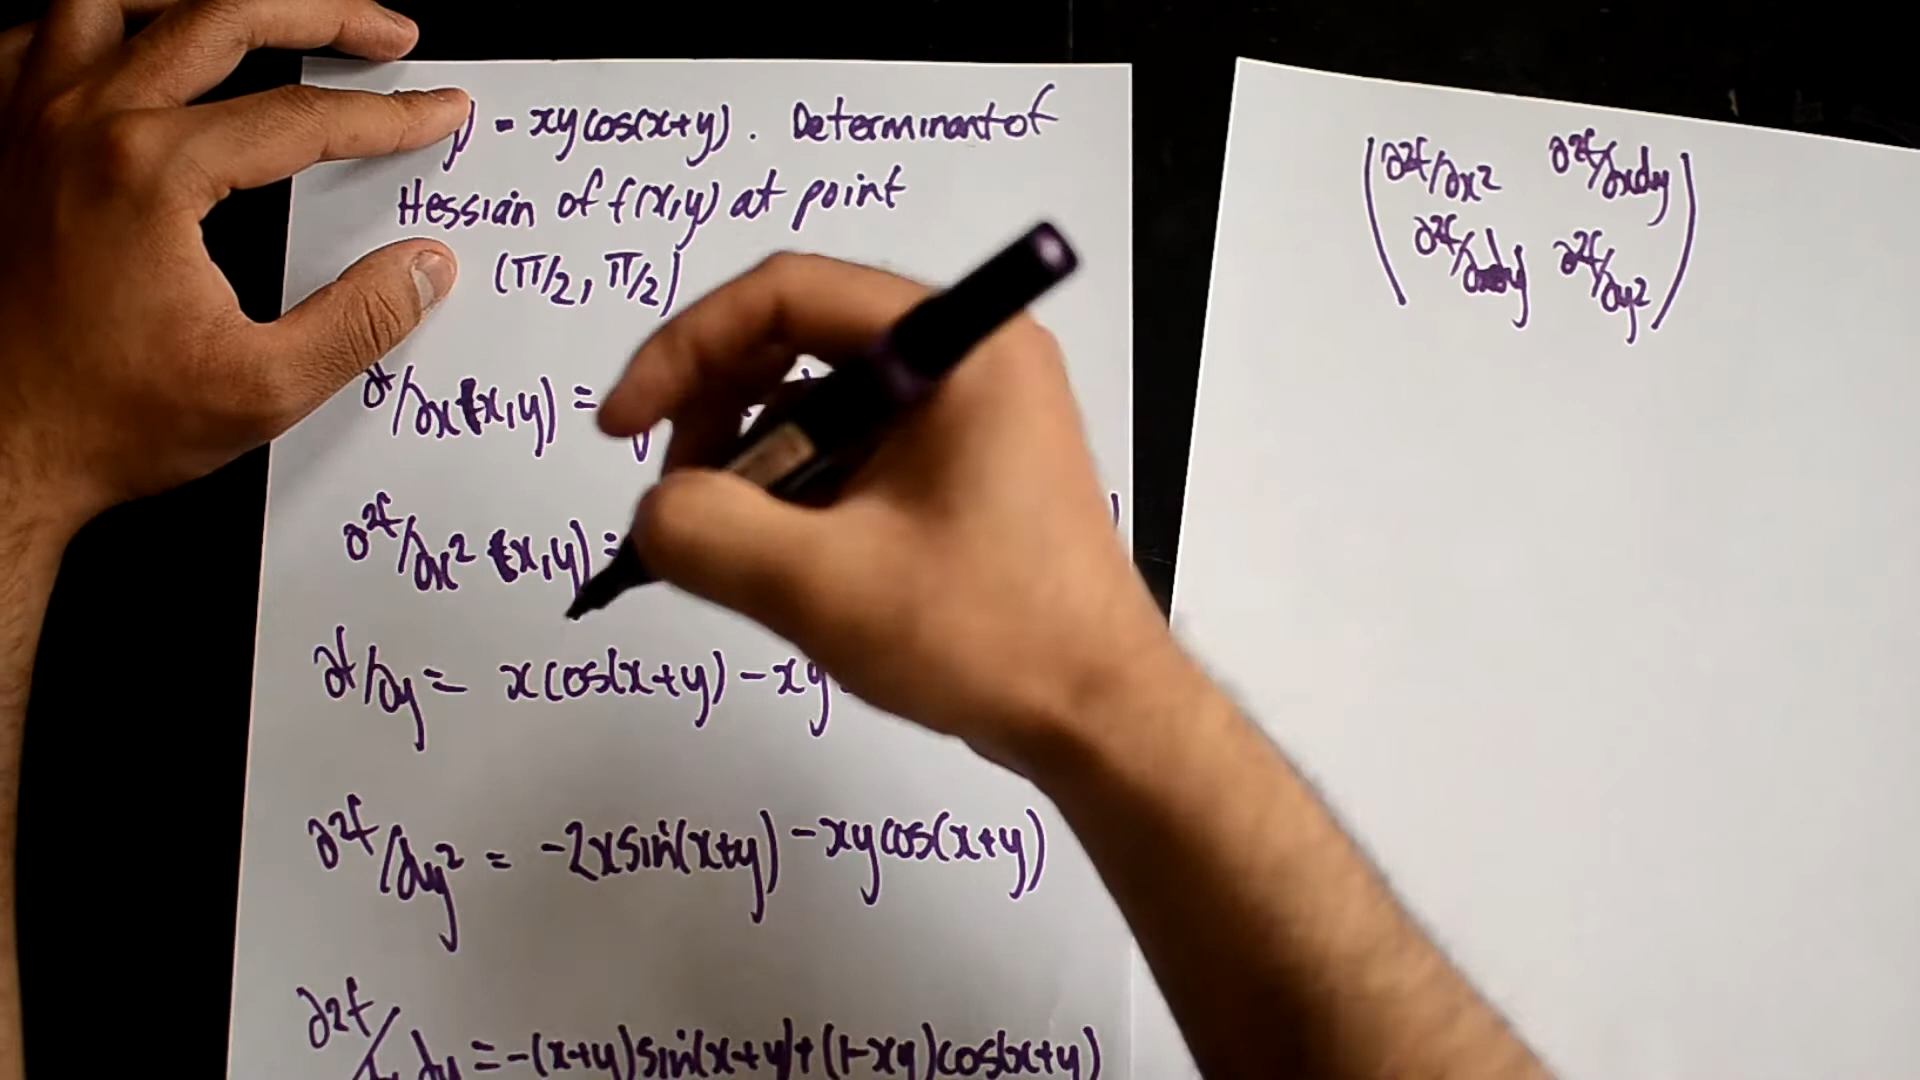 y) = xy cos(x+y). Determinant of
Hessian of f(x,y) at point
(π/2, π/2)
∂f/∂x (x,y) =
∂²f/∂x² (x,y) =
∂f/∂y = x cos(x+y) - xy
∂²f/∂y² = -2x sin(x+y) - xy cos(x+y)
∂²f/∂x∂y = -(x+y) sin(x+y) + (1-xy) cos(x+y)
(∂²f/∂x² ∂²f/∂x∂y
∂²f/∂x∂y ∂²f/∂y²)